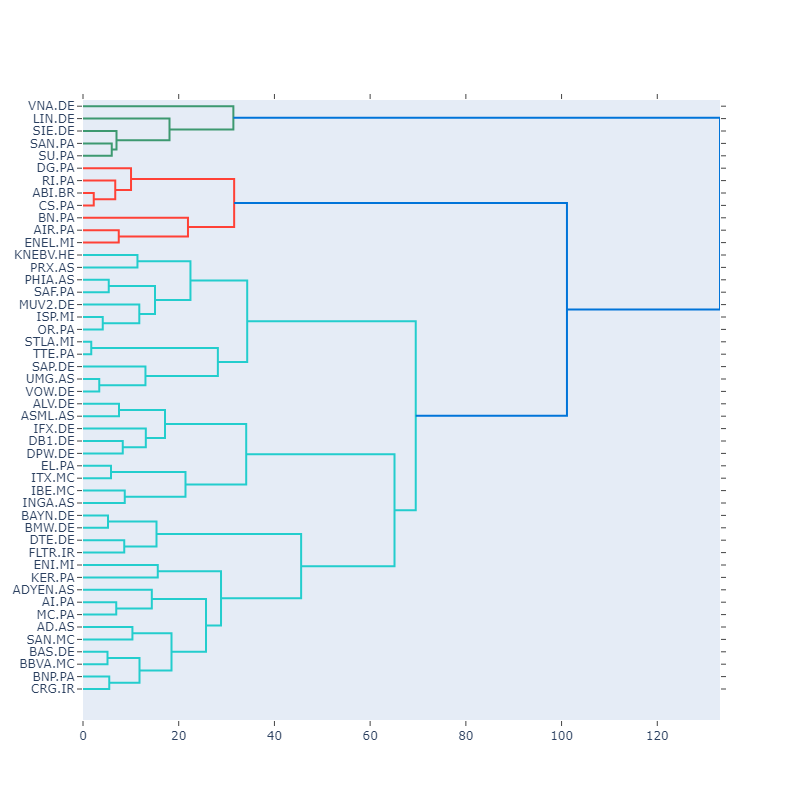 VNA.DE
LIN.DE
SIE.DE
SAN.PA
SU.PA
DG.PA
RI.PA
ABI.BR
CS.PA
BN.PA
AIR.PA
ENEL.MI
KNEBV.HE
PRX.AS
PHIA.AS
SAF.PA
MUV2.DE
ISP.MI
OR.PA
STLA.MI
TTE.PA
SAP.DE
UMG.AS
VOW.DE
ALV.DE
ASML.AS
IFX.DE
DB1.DE
DPW.DE
EL.PA
ITX.MC
IBE.MC
INGA.AS
BAYN.DE
BMW.DE
DTE.DE
FLTR.IR
ENI.MI
KER.PA
ADYEN.AS
AI.PA
MC.PA
AD.AS
SAN.MC
BAS.DE
BBVA.MC
BNP.PA
CRG.IR
0 20 40 60 80 100 120